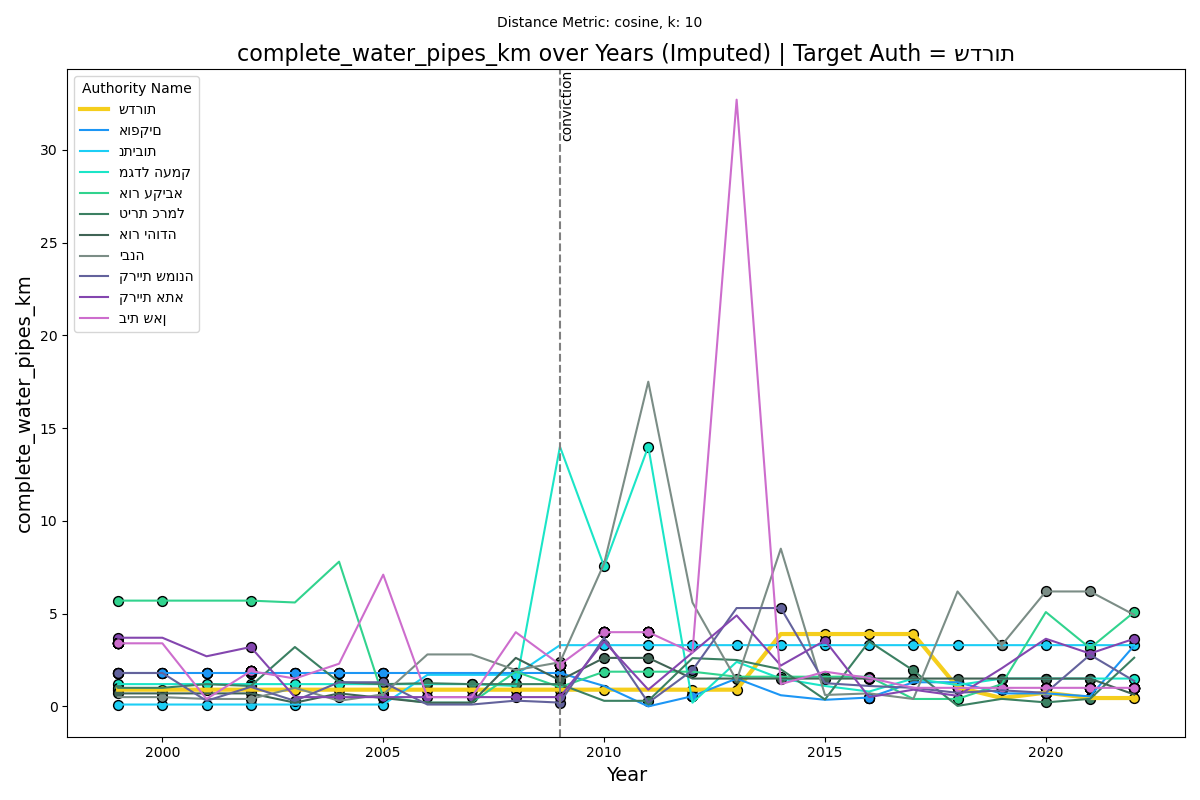 Distance Metric: cosine, k: 10
complete_water_pipes_km over Years (Imputed) | Target Auth = שדרות
Authority Name
שדרות
אופקים
נתיבות
מגדל העמק
אור עקיבא
טירת כרמל
אור יהודה
יבנה
קריית שמונה
קריית אתא
בית שאן
conviction
complete_water_pipes_km
30
25
20
15
10
5
0
2000 2005 2010 2015 2020
Year